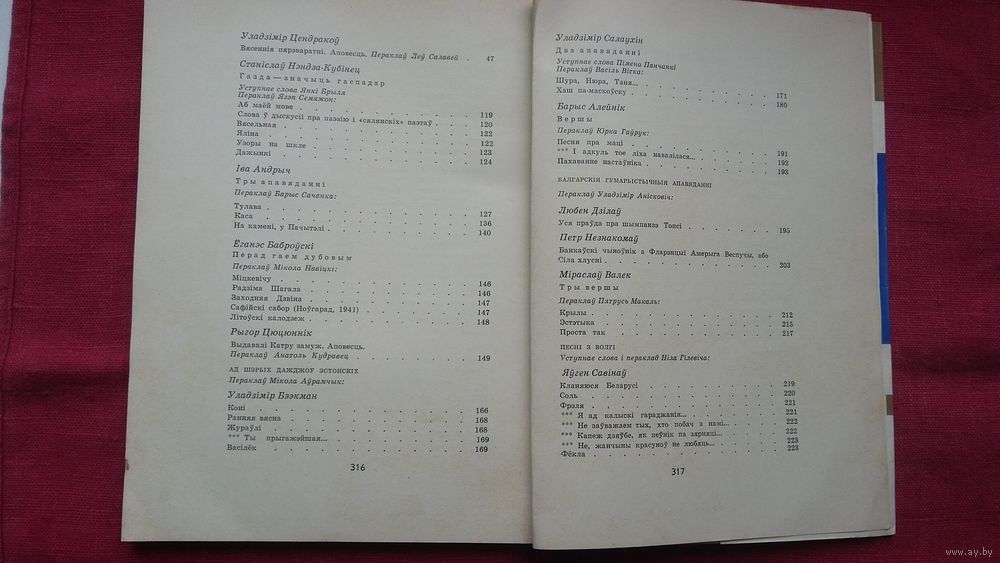 Уладзімір Цендракоў
Вясеннія пярэваратні. Аповесць. Пераклаў Леў Салавей . 47
Станіслаў Нэндза-Кубінец
Газда — значыць гаспадар
Уступнае слова Янкі Брыля
Пераклаў Язэп Семяжон:
Аб маёй мове . . . . . . . . . 119
Слова ў дыскусіі пра паэзію і «сялянскіх» паэтаў . . . 120
Вясельная . . . . . . . . . 122
Яліна . . . . . . . . . 122
Узоры на шкле . . . . . . . . . 123
Дажынкі . . . . . . . . . 124
Іва Андрыч
Тры апавяданні
Пераклаў Барыс Сачанка:
Тулава . . . . . . . . . 127
Каса . . . . . . . . . 136
На камені, у Пачытэлі . . . . . . . . . 140
Ёганэс Баброўскі
Перад гаем дубовым
Пераклаў Мікола Навіцкі:
Міцкевічу . . . . . . . . . 146
Радзіма Шагала . . . . . . . . . 146
Заходняя Дзвіна . . . . . . . . . 147
Сафійскі сабор (Ноўгарад, 1941) . . . . . . . . . 147
Літоўскі калодзеж . . . . . . . . . 148
Рыгор Цюцюннік
Выдавалі Катру замуж. Аповесць.
Пераклаў Анатоль Кудравец . . . . . . . . . 149
АД ШЭРЫХ ДАЖДЖОЎ ЭСТОНСКІХ
Пераклаў Мікола Аўрамчык:
Уладзімір Бээкман
Коні . . . . . . . . . 166
Ранняя вясна . . . . . . . . . 168
Жураўлі . . . . . . . . . 168
*** Ты прыгажэйшая... . . . . . . . . . 169
Васілёк . . . . . . . . . 169
316
Уладзімір Салаухін
Два апавяданні
Уступнае слова Пімена Панчанкі
Пераклаў Васіль Вітка:
Шура, Нюра, Таня... . . . . . . . . . 171
Хаш па-маскоўску . . . . . . . . . 180
Барыс Алейнік
Вершы
Пераклаў Юрка Гаўрук:
Песня пра маці . . . . . . . . . 191
*** І адкуль тое ліха навалілася... . . . . . . . . . 192
Пахаванне настаўніка . . . . . . . . . 193
БАЛГАРСКІЯ ГУМАРЫСТЫЧНЫЯ АПАВЯДАННІ
Пераклаў Уладзімір Анісковіч:
Любен Дзілаў
Уся праўда пра шымпанзэ Топсі . . . . . . . . . 195
Петр Незнакомаў
Банкаўскі чыноўнік з Фларэнцыі Амерыга Веспучы, або
Сіла хлусні . . . . . . . . . 203
Міраслаў Валек
Тры вершы
Пераклаў Пятрусь Макаль:
Крылы . . . . . . . . . 212
Эстэтыка . . . . . . . . . 215
Проста так . . . . . . . . . 217
ПЕСНІ З ВОЛГІ
Уступнае слова і пераклад Ніла Гілевіча:
Яўген Савінаў
Кланяюся Беларусі . . . . . . . . . 219
Соль . . . . . . . . . 220
Фрэля . . . . . . . . . 221
*** Я ад калыскі гараджанін... . . . . . . . . . 221
*** Не заўважаем тых, хто побач з намі... . . . . . . . . . 222
*** Капеж дзяўбе, як пеўнік па зярняці... . . . . . . . . . 222
*** Не, жанчыны красуноў не любяць... . . . . . . . . . 223
Фёкла . . . . . . . . . 223
317
www.ay.by